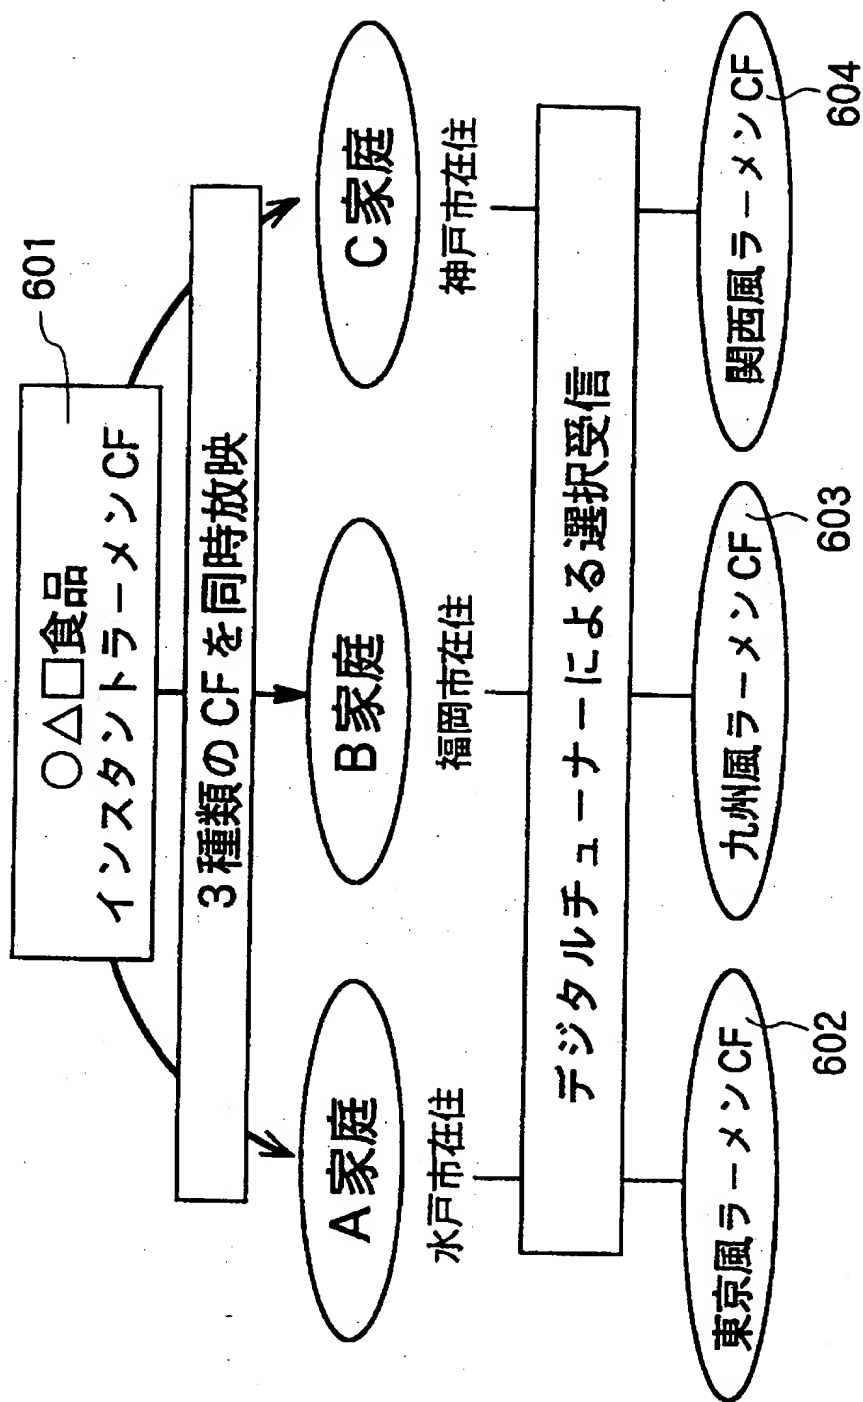 ○△□食品
インスタントラーメンCF
601
3種類のCFを同時放映
A家庭
B家庭
C家庭
水戸市在住
福岡市在住
神戸市在住
デジタルチューナーによる選択受信
東京風ラーメンCF
九州風ラーメンCF
関西風ラーメンCF
602
603
604